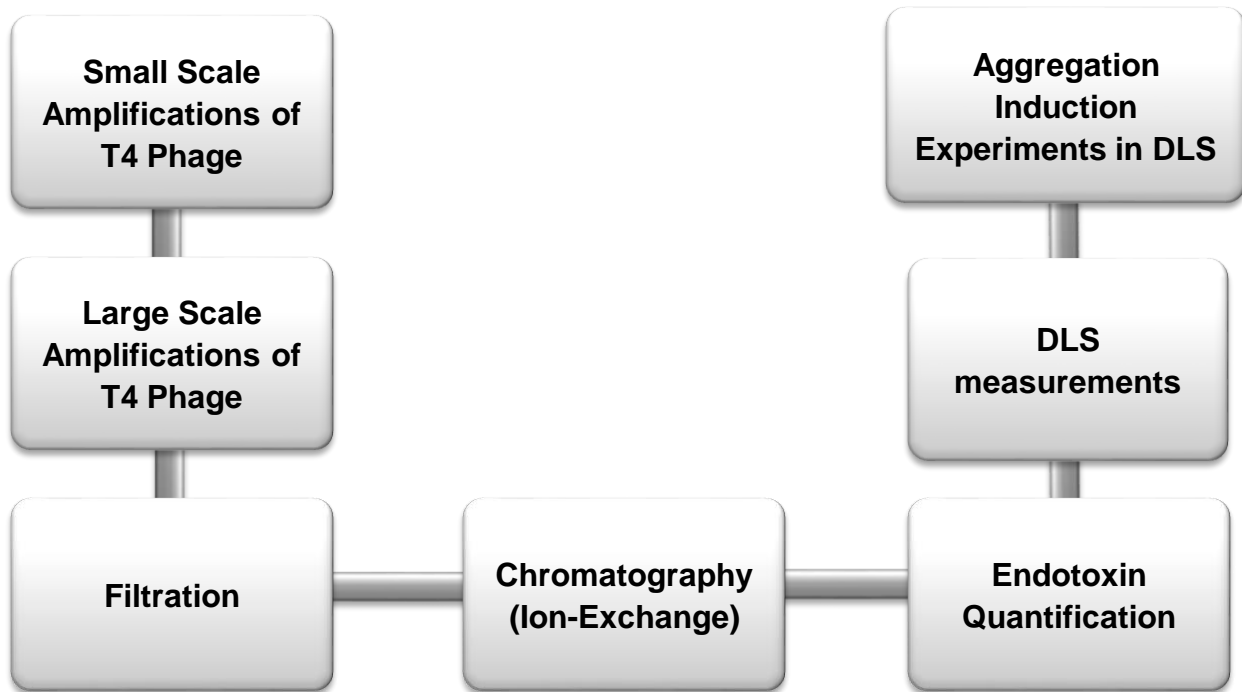 Small Scale
Amplifications of
T4 Phage
Large Scale
Amplifications of
T4 Phage
Filtration
Chromatography
(Ion-Exchange)
Endotoxin
Quantification
DLS
measurements
Aggregation
Induction
Experiments in DLS